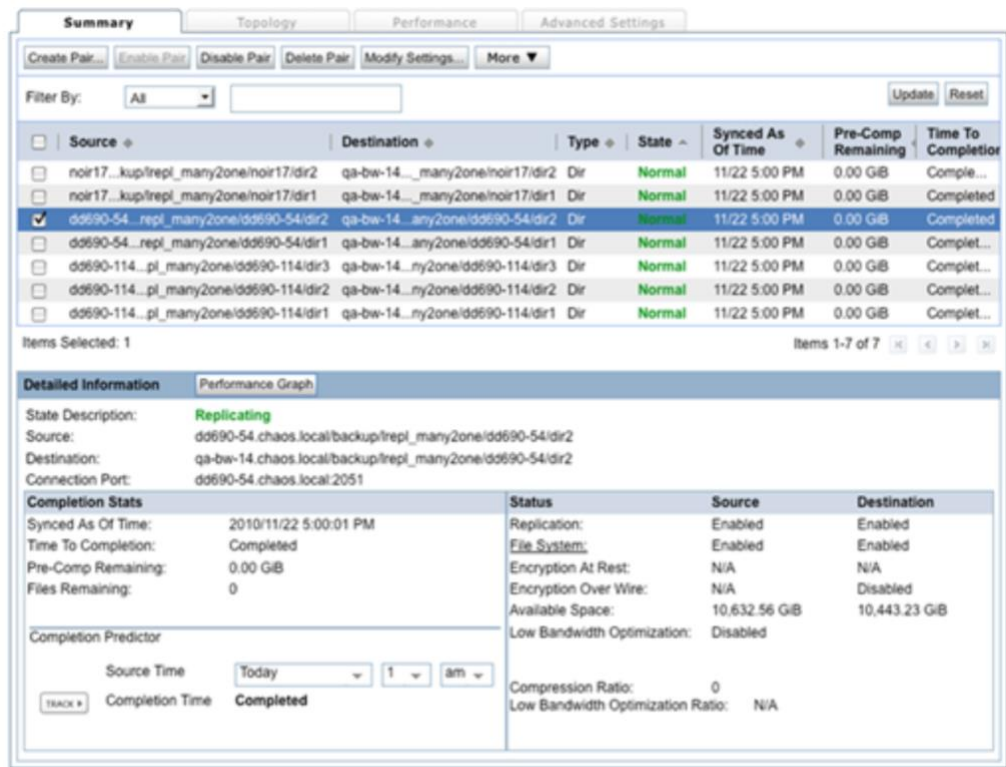 Summary Topology Performance Advanced Settings
Create Pair... Enable Pair Disable Pair Delete Pair Modify Settings... More ▼
Filter By: All Update Reset
Source Destination Type State Synced As Of Time Pre-Comp Remaining Time To Completion
noir17...kup/lrepl_many2one/noir17/dir2 qa-bw-14..._many2one/noir17/dir2 Dir Normal 11/22 5:00 PM 0.00 GiB Comple...
noir17...kup/lrepl_many2one/noir17/dir1 qa-bw-14..._many2one/noir17/dir1 Dir Normal 11/22 5:00 PM 0.00 GiB Completed
dd690-54...repl_many2one/dd690-54/dir2 qa-bw-14...any2one/dd690-54/dir2 Dir Normal 11/22 5:00 PM 0.00 GiB Completed
dd690-54...repl_many2one/dd690-54/dir1 qa-bw-14...any2one/dd690-54/dir1 Dir Normal 11/22 5:00 PM 0.00 GiB Complet...
dd690-114...pl_many2one/dd690-114/dir3 qa-bw-14...ny2one/dd690-114/dir3 Dir Normal 11/22 5:00 PM 0.00 GiB Complet...
dd690-114...pl_many2one/dd690-114/dir2 qa-bw-14...ny2one/dd690-114/dir2 Dir Normal 11/22 5:00 PM 0.00 GiB Complet...
dd690-114...pl_many2one/dd690-114/dir1 qa-bw-14...ny2one/dd690-114/dir1 Dir Normal 11/22 5:00 PM 0.00 GiB Complet...
Items Selected: 1 Items 1-7 of 7
Detailed Information Performance Graph
State Description: Replicating
Source: dd690-54.chaos.local/backup/lrepl_many2one/dd690-54/dir2
Destination: qa-bw-14.chaos.local/backup/lrepl_many2one/dd690-54/dir2
Connection Port: dd690-54.chaos.local:2051
Completion Stats
Synced As Of Time: 2010/11/22 5:00:01 PM
Time To Completion: Completed
Pre-Comp Remaining: 0.00 GiB
Files Remaining: 0
Completion Predictor
Source Time Today 1 am
TRACK Completion Time Completed
Status Source Destination
Replication: Enabled Enabled
File System: Enabled Enabled
Encryption At Rest: N/A N/A
Encryption Over Wire: N/A Disabled
Available Space: 10,632.56 GiB 10,443.23 GiB
Low Bandwidth Optimization: Disabled
Compression Ratio: 0
Low Bandwidth Optimization Ratio: N/A